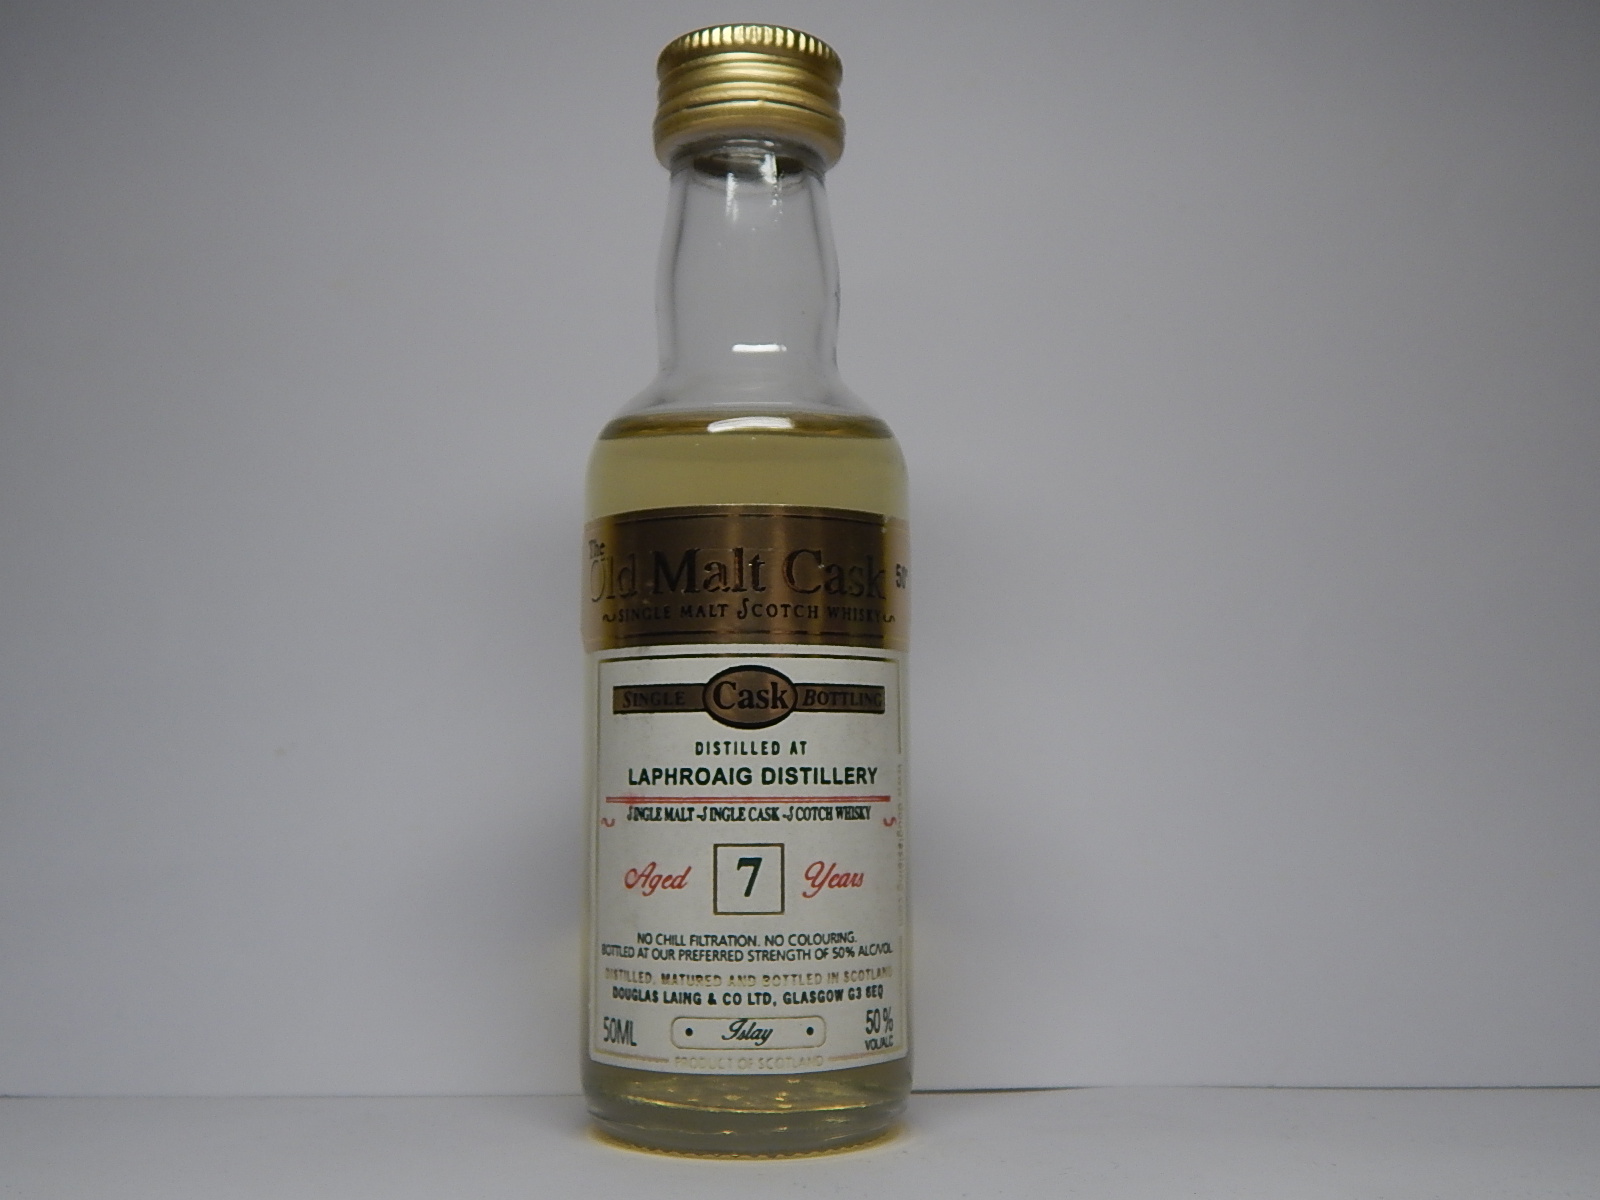 The
Old Malt Cask 50°
SINGLE MALT SCOTCH WHISKY
SINGLE Cask BOTTLING
DISTILLED AT
LAPHROAIG DISTILLERY
SINGLE MALT - SINGLE CASK - SCOTCH WHISKY
Aged 7 Years
NO CHILL FILTRATION. NO COLOURING.
BOTTLED AT OUR PREFERRED STRENGTH OF 50% ALC/VOL
DISTILLED, MATURED AND BOTTLED IN SCOTLAND
DOUGLAS LAING & CO LTD, GLASGOW G3 6EQ
50ML • Islay • 50%
VOL/ALC
PRODUCT OF SCOTLAND